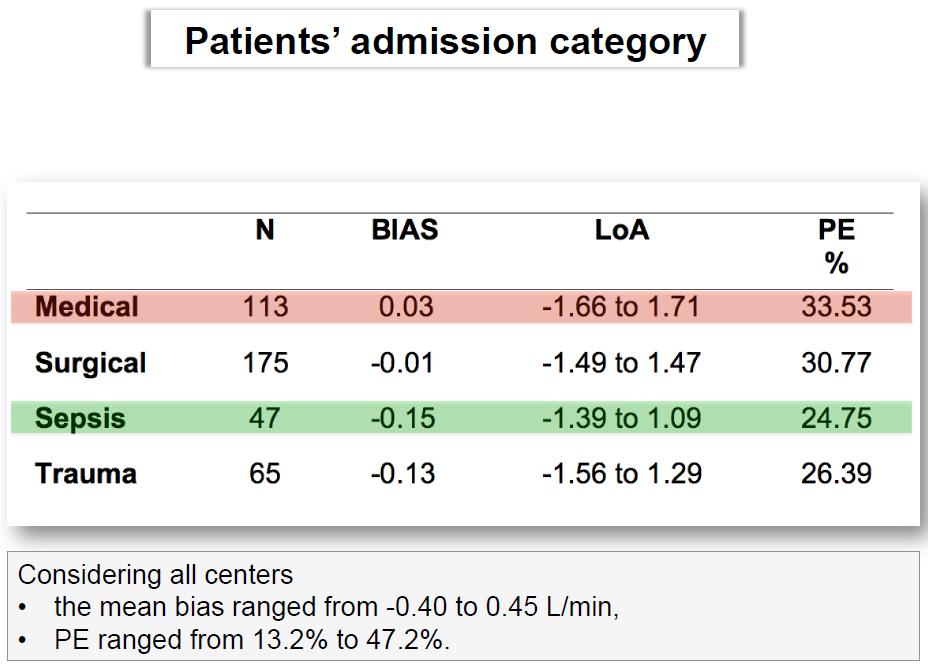 Patients’ admission category
N BIAS LoA PE
%
Medical 113 0.03 -1.66 to 1.71 33.53
Surgical 175 -0.01 -1.49 to 1.47 30.77
Sepsis 47 -0.15 -1.39 to 1.09 24.75
Trauma 65 -0.13 -1.56 to 1.29 26.39
Considering all centers
• the mean bias ranged from -0.40 to 0.45 L/min,
• PE ranged from 13.2% to 47.2%.